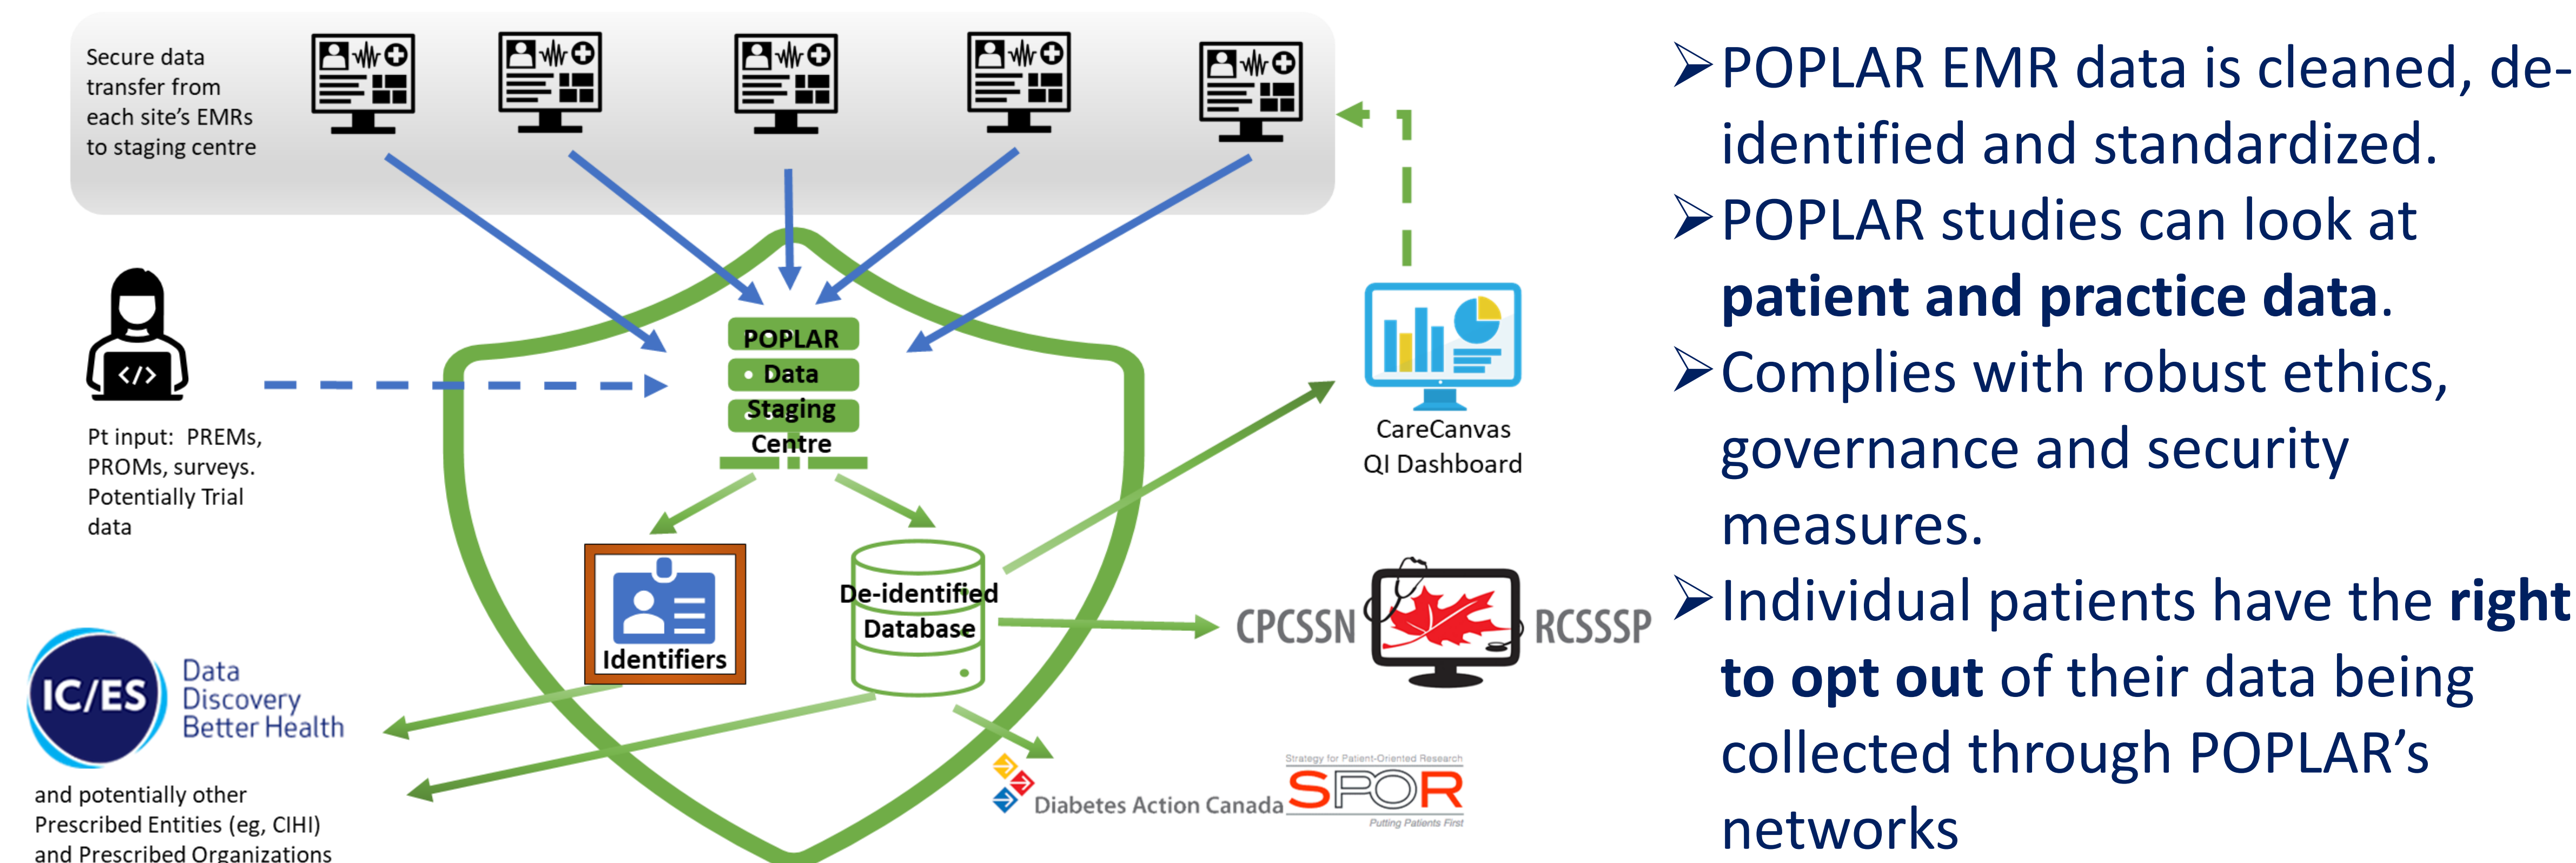 Secure data
transfer from
each site's EMRs
to staging centre
POPLAR
Data
Staging
Centre
</>
Pt input: PREMs,
PROMs, surveys.
Potentially Trial
data
CareCanvas
QI Dashboard
Identifiers
De-identified
Database
CPCSSN
RCSSSP
IC/ES
Data
Discovery
Better Health
and potentially other
Prescribed Entities (eg, CIHI)
and Prescribed Organizations
Diabetes Action Canada
Strategy for Patient-Oriented Research
SPOR
Putting Patients First
➢POPLAR EMR data is cleaned, de-
identified and standardized.
➢POPLAR studies can look at
patient and practice data.
➢Complies with robust ethics,
governance and security
measures.
➢Individual patients have the right
to opt out of their data being
collected through POPLAR's
networks